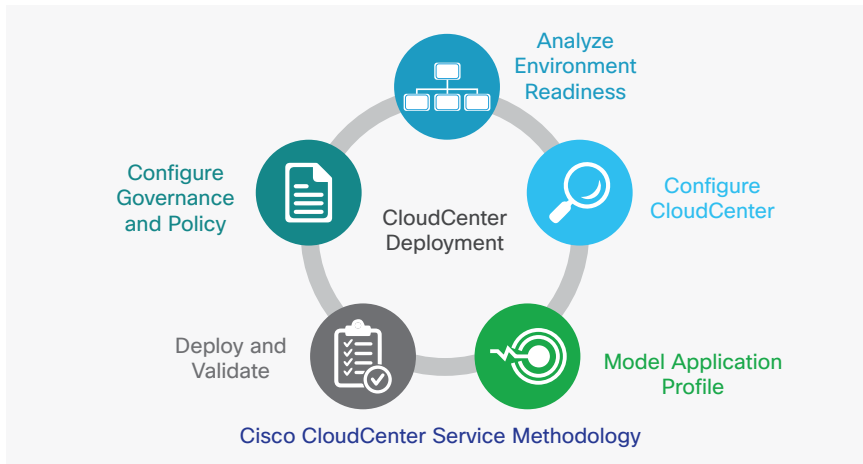 Analyze
Environment
Readiness
Configure
CloudCenter
Model Application
Profile
Deploy and
Validate
Configure
Governance
and Policy
CloudCenter
Deployment
Cisco CloudCenter Service Methodology